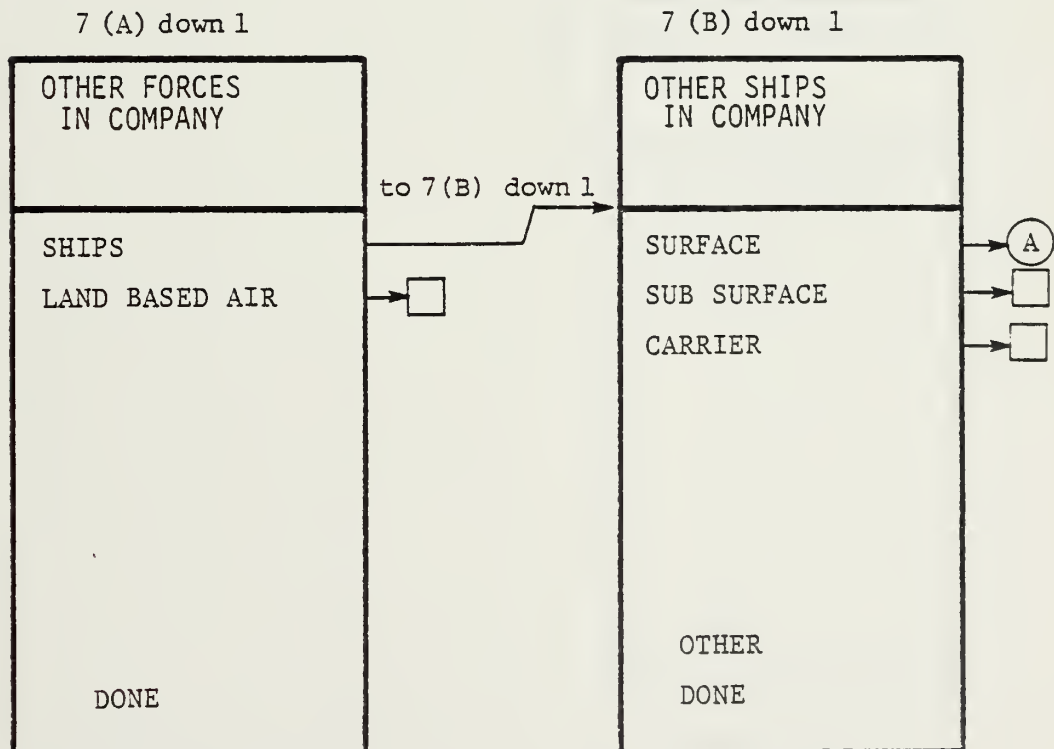 7 (A) down 1
OTHER FORCES
IN COMPANY
SHIPS
LAND BASED AIR
DONE
to 7(B) down 1
7 (B) down 1
OTHER SHIPS
IN COMPANY
SURFACE
A
SUB SURFACE
CARRIER
OTHER
DONE